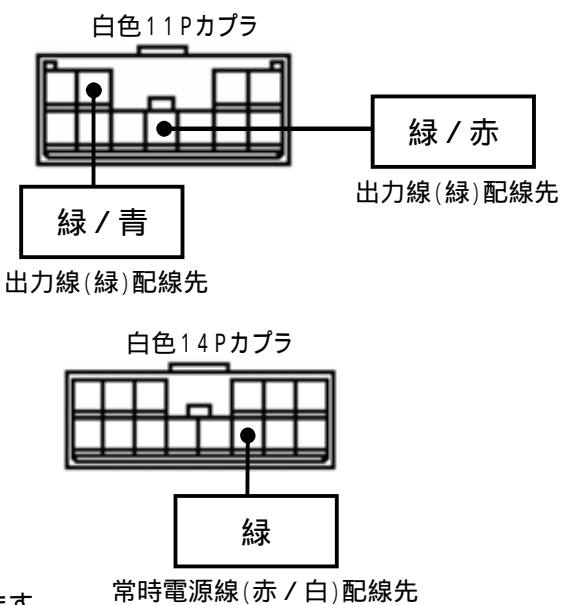 白色11Pカプラ
緑/赤
出力線(緑)配線先
緑/青
出力線(緑)配線先
白色14Pカプラ
緑
常時電源線(赤/白)配線先